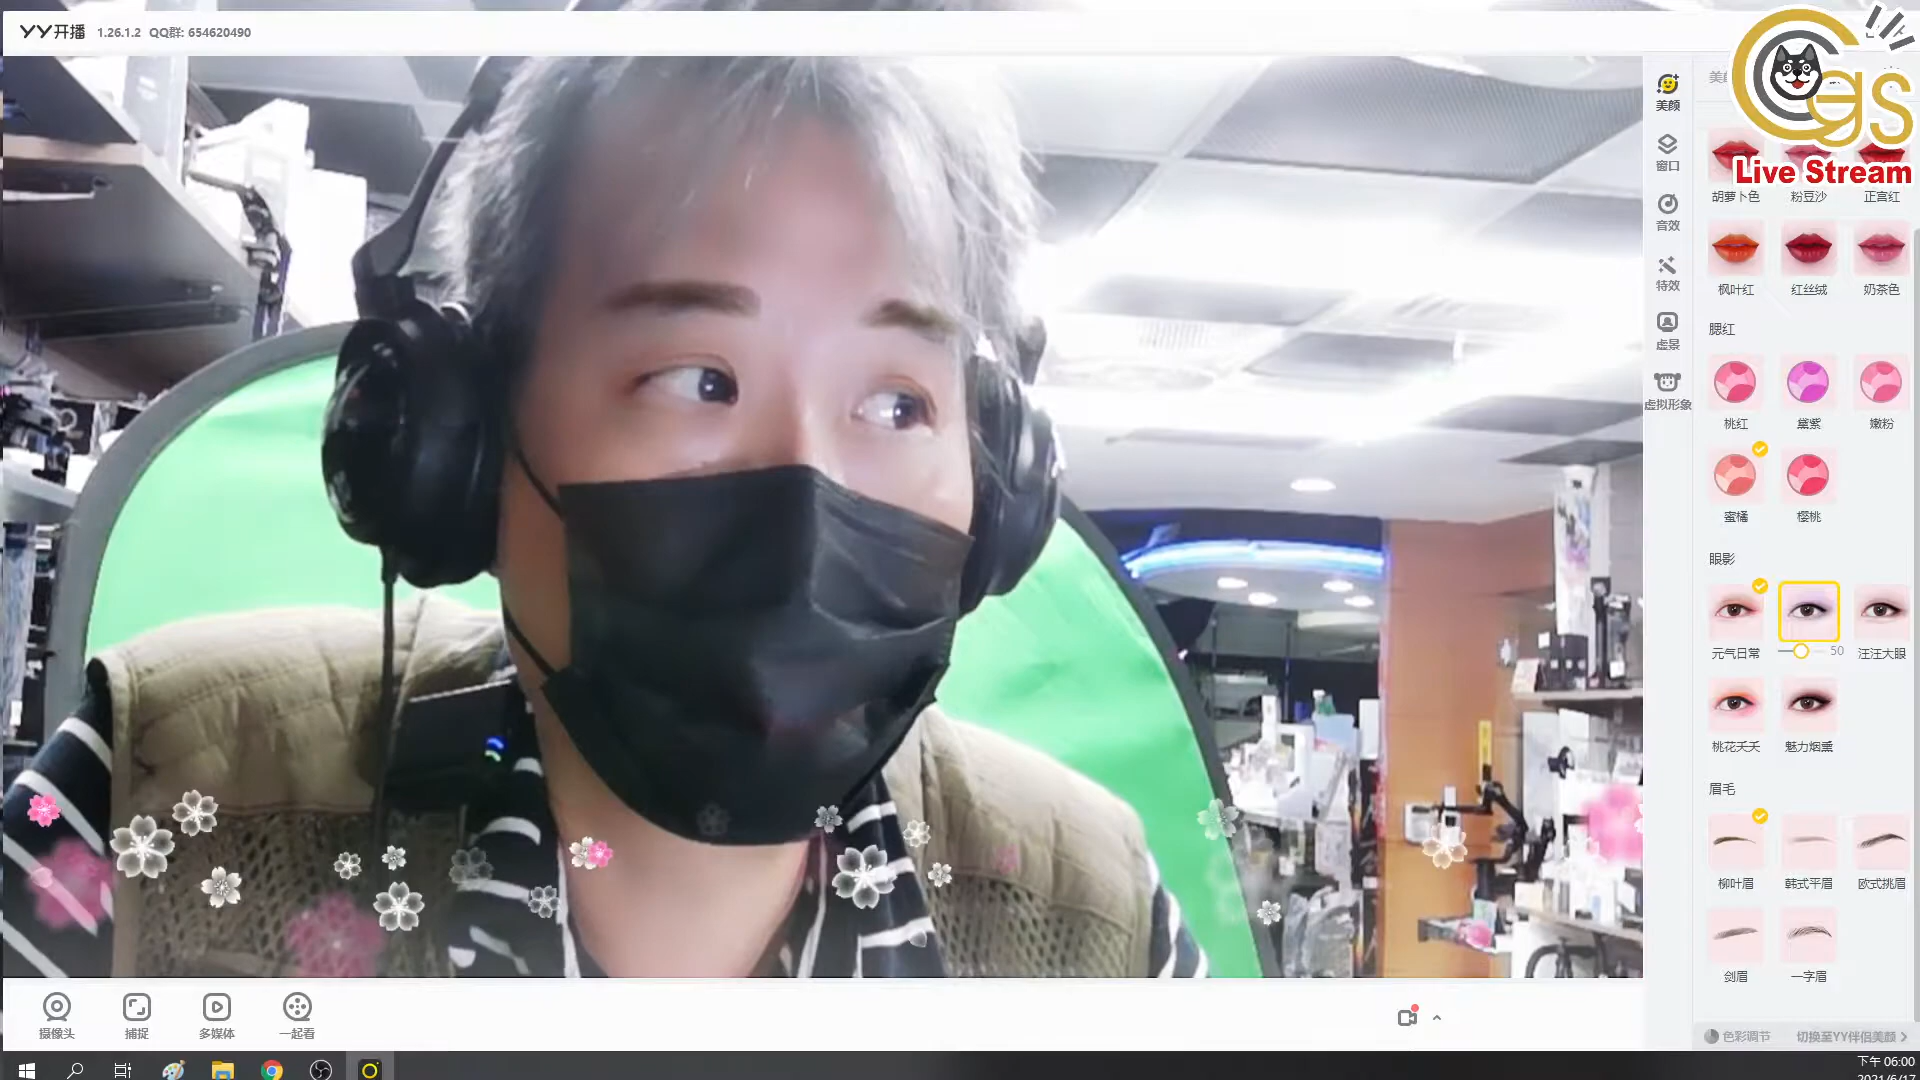 YY开播 1.26.1.2 QQ群: 654620490
Cgs
Live Stream
美颜
窗口
音效
特效
虚景
虚拟形象
胡萝卜色 粉豆沙 正宫红
枫叶红 红丝绒 奶茶色
腮红
桃红 黛紫 嫩粉
蜜橘 樱桃
眼影
元气日常 50 汪汪大眼
桃花夭夭 魅力烟熏
眉毛
柳叶眉 韩式平眉 欧式挑眉
剑眉 一字眉
色彩调节 切换至YY伴侣美颜
摄像头 捕捉 多媒体 一起看
下午 06:00
2021/6/17